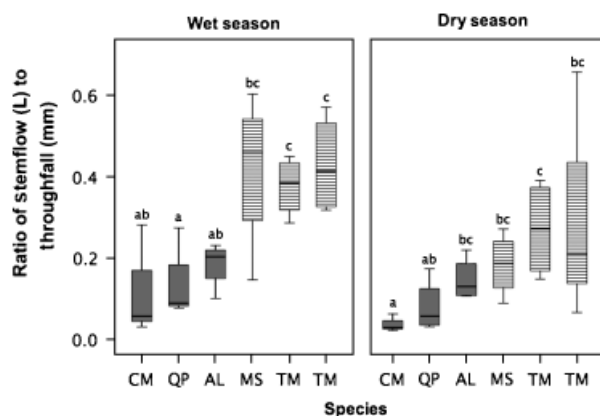 Wet season
Dry season
Ratio of stemflow (L) to
throughfall (mm)
0.6
0.4
0.2
0.0
ab
a
ab
bc
c
c
a
ab
bc
bc
c
bc
CM QP AL MS TM TM
CM QP AL MS TM TM
Species